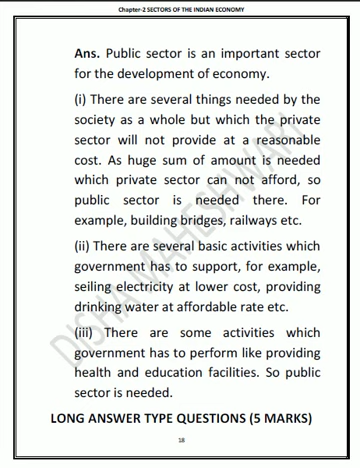 Chapter-2 SECTORS OF THE INDIAN ECONOMY
Ans. Public sector is an important sector
for the development of economy.
(i) There are several things needed by the
society as a whole but which the private
sector will not provide at a reasonable
cost. As huge sum of amount is needed
which private sector can not afford, so
public sector is needed there. For
example, building bridges, railways etc.
(ii) There are several basic activities which
government has to support, for example,
seiling electricity at lower cost, providing
drinking water at affordable rate etc.
(iii) There are some activities which
government has to perform like providing
health and education facilities. So public
sector is needed.
LONG ANSWER TYPE QUESTIONS (5 MARKS)
18
DISHA MAHESHWARI